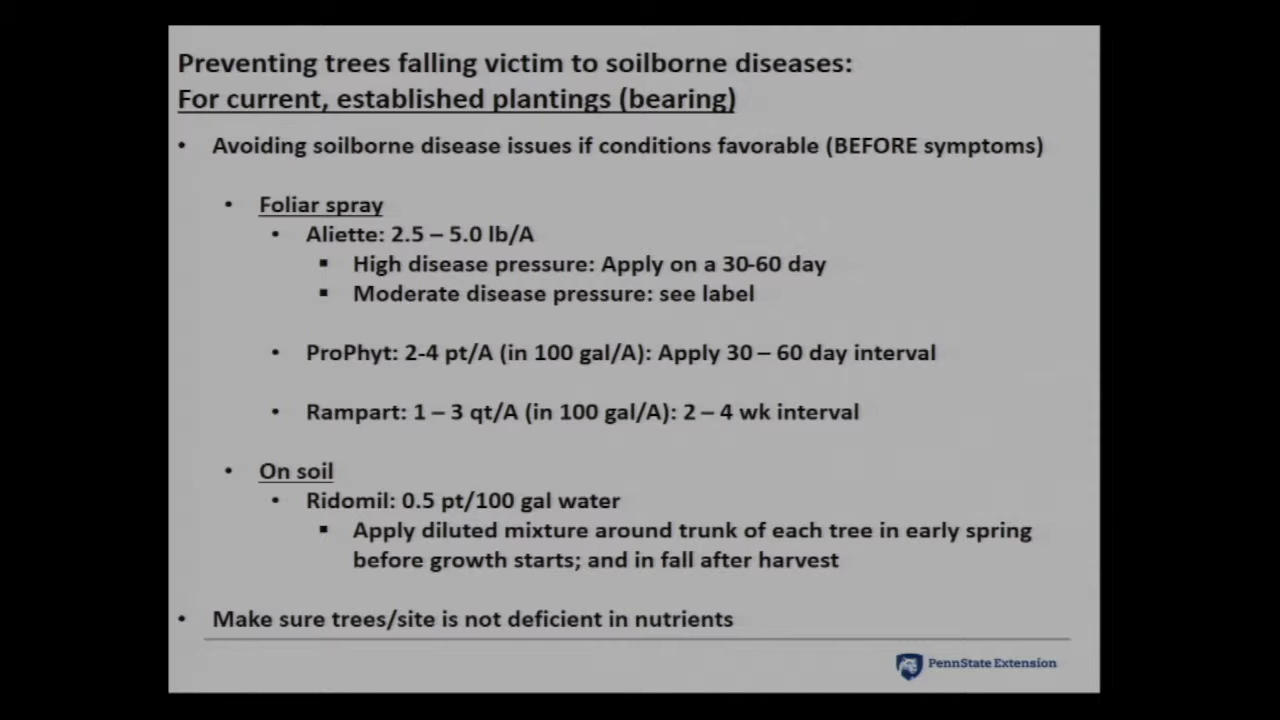 Preventing trees falling victim to soilborne diseases:
For current, established plantings (bearing)
• Avoiding soilborne disease issues if conditions favorable (BEFORE symptoms)
• Foliar spray
• Aliette: 2.5 – 5.0 lb/A
▪ High disease pressure: Apply on a 30-60 day
▪ Moderate disease pressure: see label
• ProPhyt: 2-4 pt/A (in 100 gal/A): Apply 30 – 60 day interval
• Rampart: 1 – 3 qt/A (in 100 gal/A): 2 – 4 wk interval
• On soil
• Ridomil: 0.5 pt/100 gal water
▪ Apply diluted mixture around trunk of each tree in early spring
before growth starts; and in fall after harvest
• Make sure trees/site is not deficient in nutrients
PennState Extension